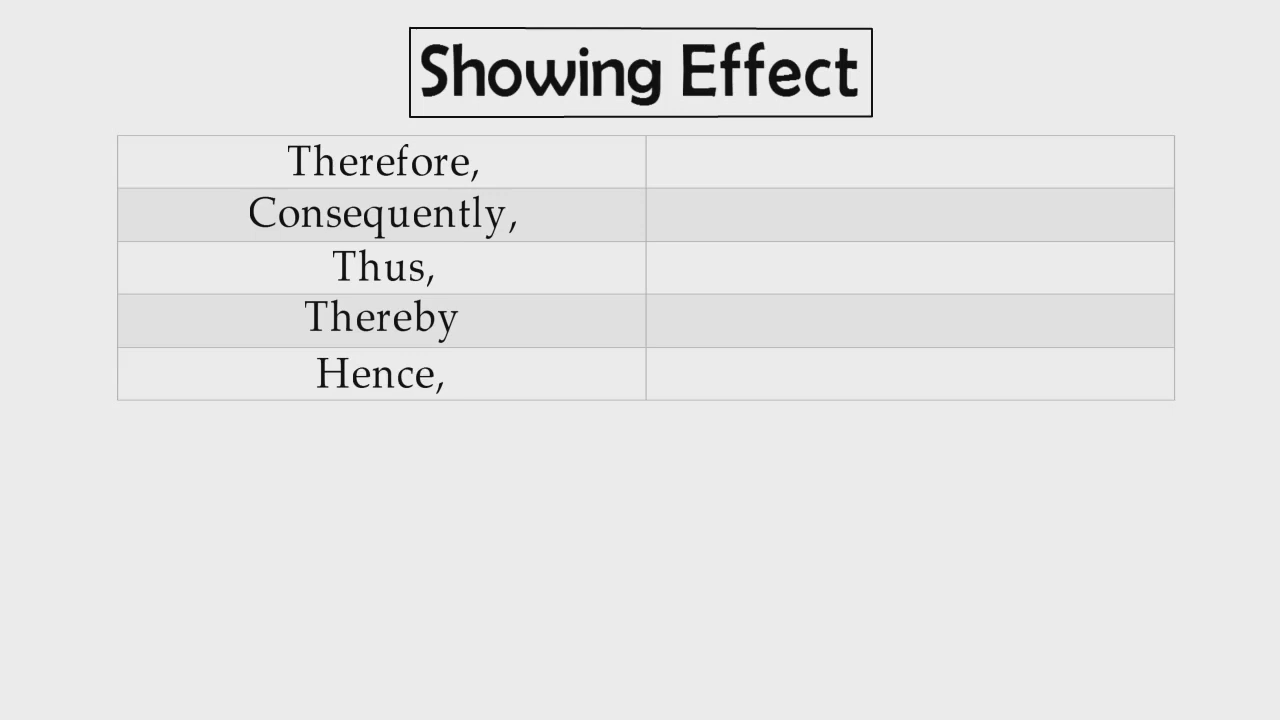 Showing Effect
Therefore,
Consequently,
Thus,
Thereby
Hence,